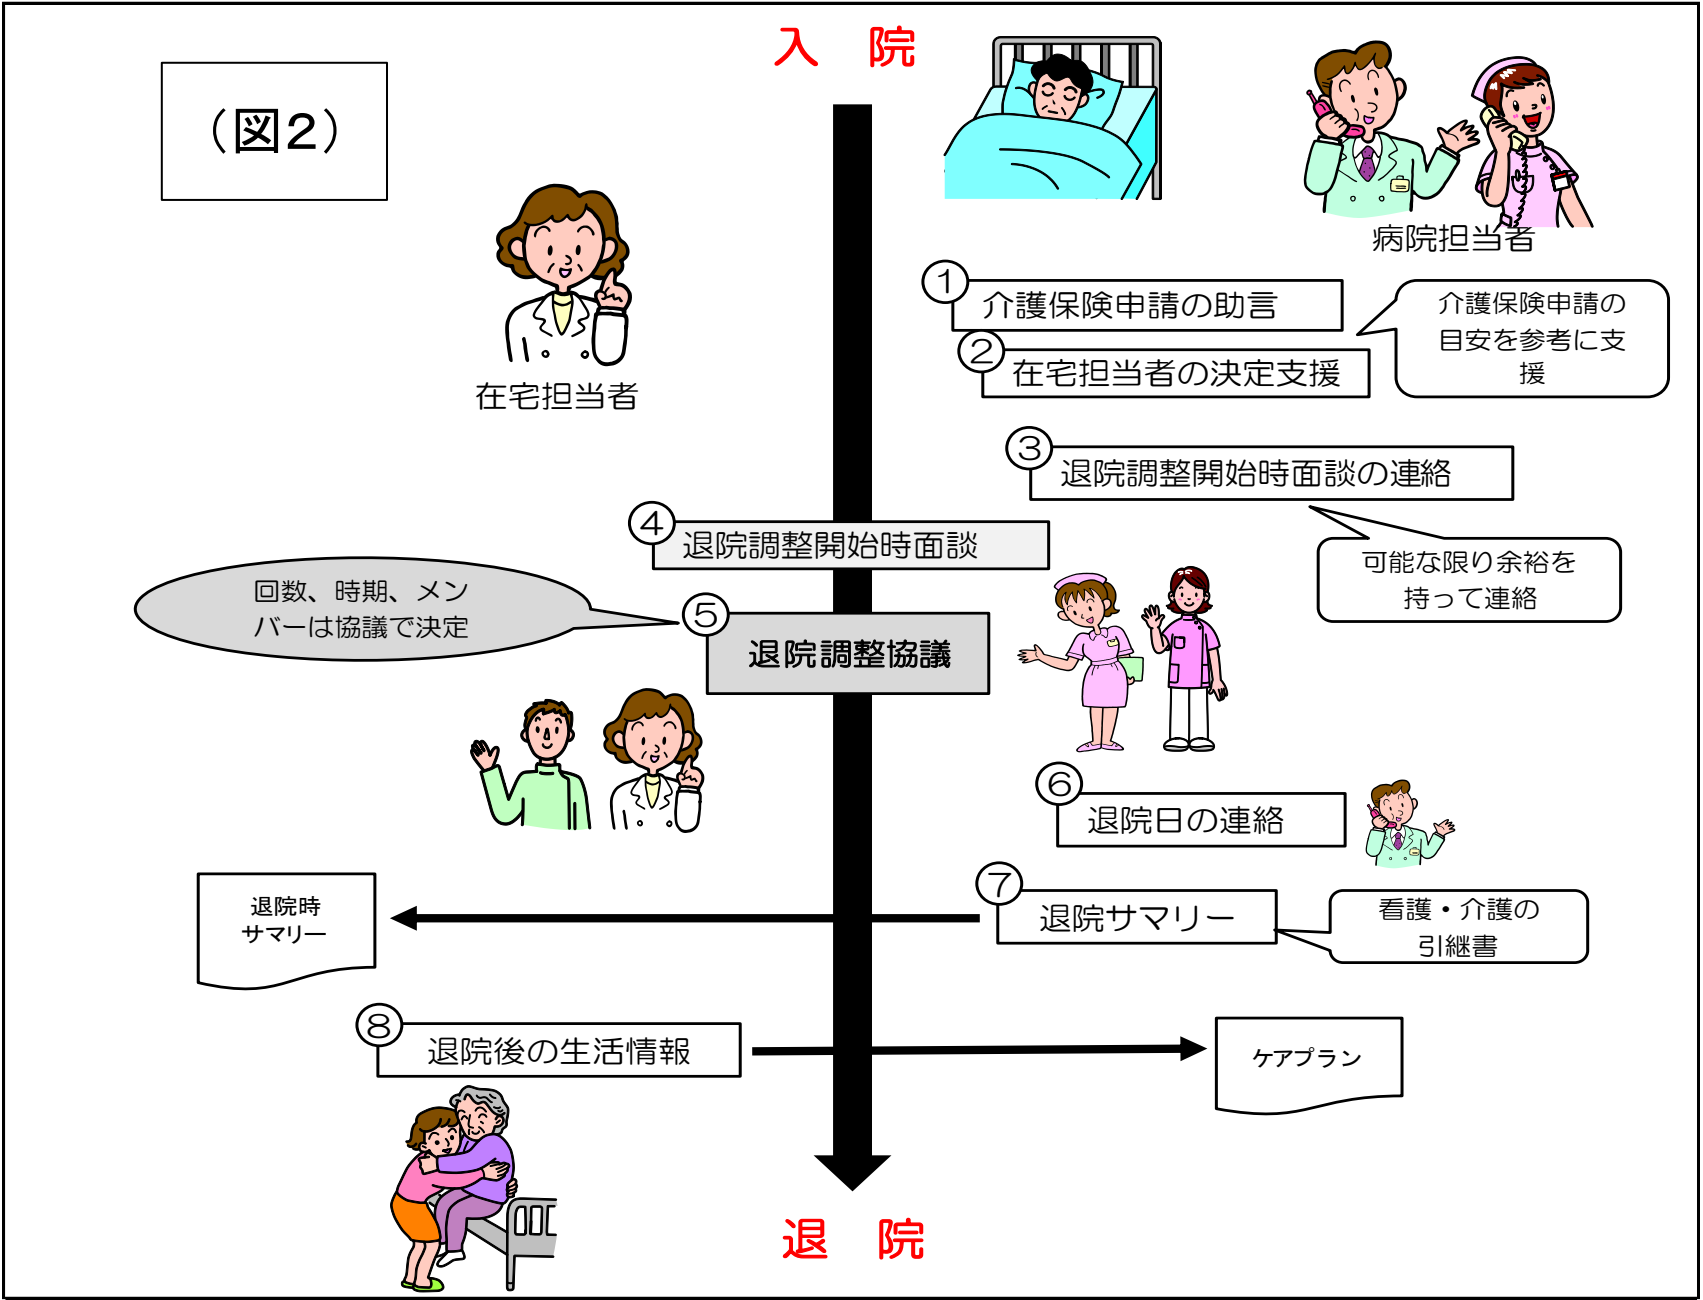 入　院
（図2）
病院担当者
在宅担当者
①
介護保険申請の助言
介護保険申請の
目安を参考に支
援
②
在宅担当者の決定支援
③
退院調整開始時面談の連絡
可能な限り余裕を
持って連絡
④
退院調整開始時面談
回数、時期、メン
バーは協議で決定
⑤
退院調整協議
⑥
退院日の連絡
⑦
退院サマリー
看護・介護の
引継書
退院時
サマリー
⑧
退院後の生活情報
ケアプラン
退　院